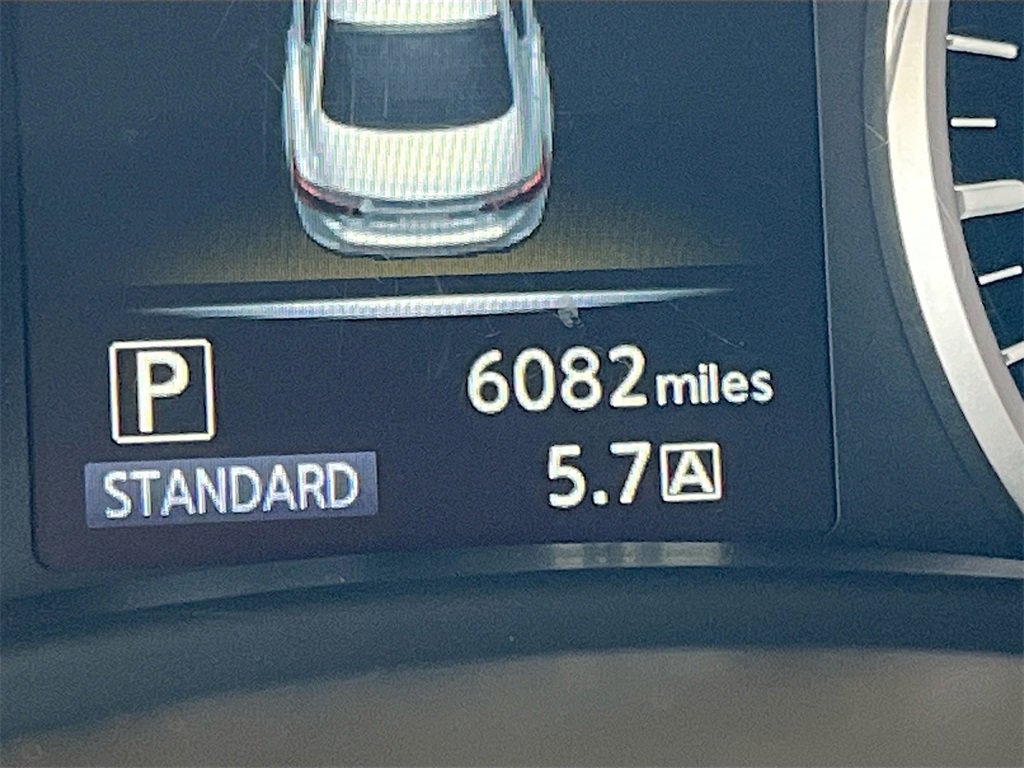 P
6082 miles
STANDARD
5.7 A